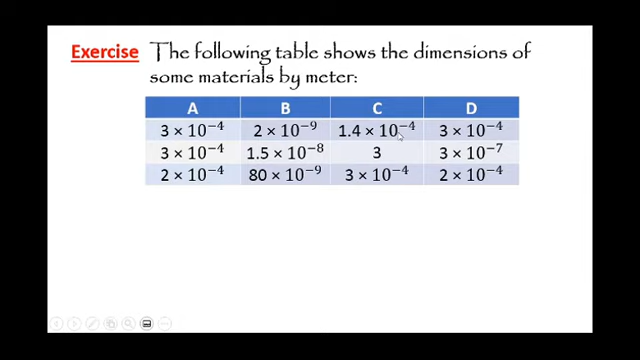 Exercise The following table shows the dimensions of
some materials by meter:
A B C D
3 × 10⁻⁴ 2 × 10⁻⁹ 1.4 × 10⁻⁴ 3 × 10⁻⁴
3 × 10⁻⁴ 1.5 × 10⁻⁸ 3 3 × 10⁻⁷
2 × 10⁻⁴ 80 × 10⁻⁹ 3 × 10⁻⁴ 2 × 10⁻⁴